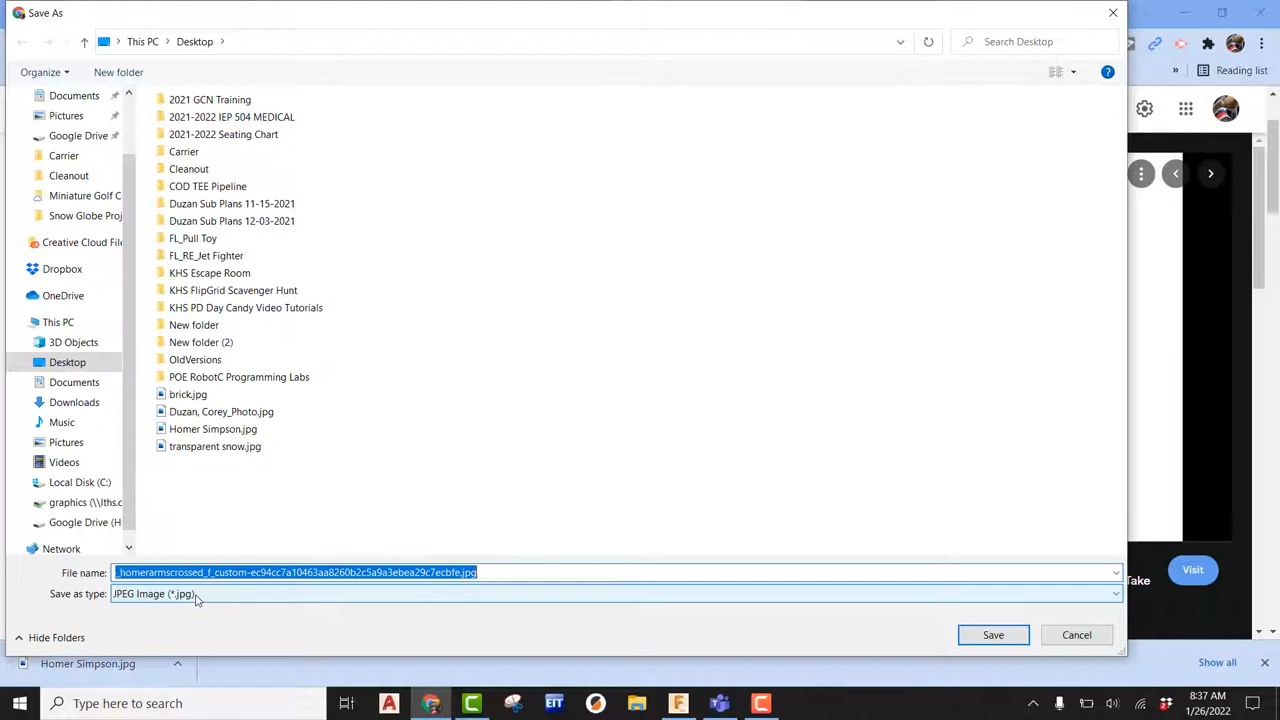 Save As
This PC
Desktop
Search Desktop
Reading list
Organize
New folder
Documents
Pictures
Google Drive
Carrier
Cleanout
Miniature Golf C
Snow Globe Proj
Creative Cloud File
Dropbox
OneDrive
This PC
3D Objects
Desktop
Documents
Downloads
Music
Pictures
Videos
Local Disk (C:)
graphics (\\lths.c
Google Drive (H
Network
2021 GCN Training
2021-2022 IEP 504 MEDICAL
2021-2022 Seating Chart
Carrier
Cleanout
COD TEE Pipeline
Duzan Sub Plans 11-15-2021
Duzan Sub Plans 12-03-2021
FL_Pull Toy
FL_RE_Jet Fighter
KHS Escape Room
KHS FlipGrid Scavenger Hunt
KHS PD Day Candy Video Tutorials
New folder
New folder (2)
OldVersions
POE RobotC Programming Labs
brick.jpg
Duzan, Corey_Photo.jpg
Homer Simpson.jpg
transparent snow.jpg
File name: _homerarmscrossed_f_custom-ec94cc7a10463aa8260b2c5a9a3ebea29c7ecbfe.jpg
Save as type: JPEG Image (*.jpg)
Take
Visit
Hide Folders
Save
Cancel
Homer Simpson.jpg
Show all
Type here to search
EIT
8:37 AM
1/26/2022